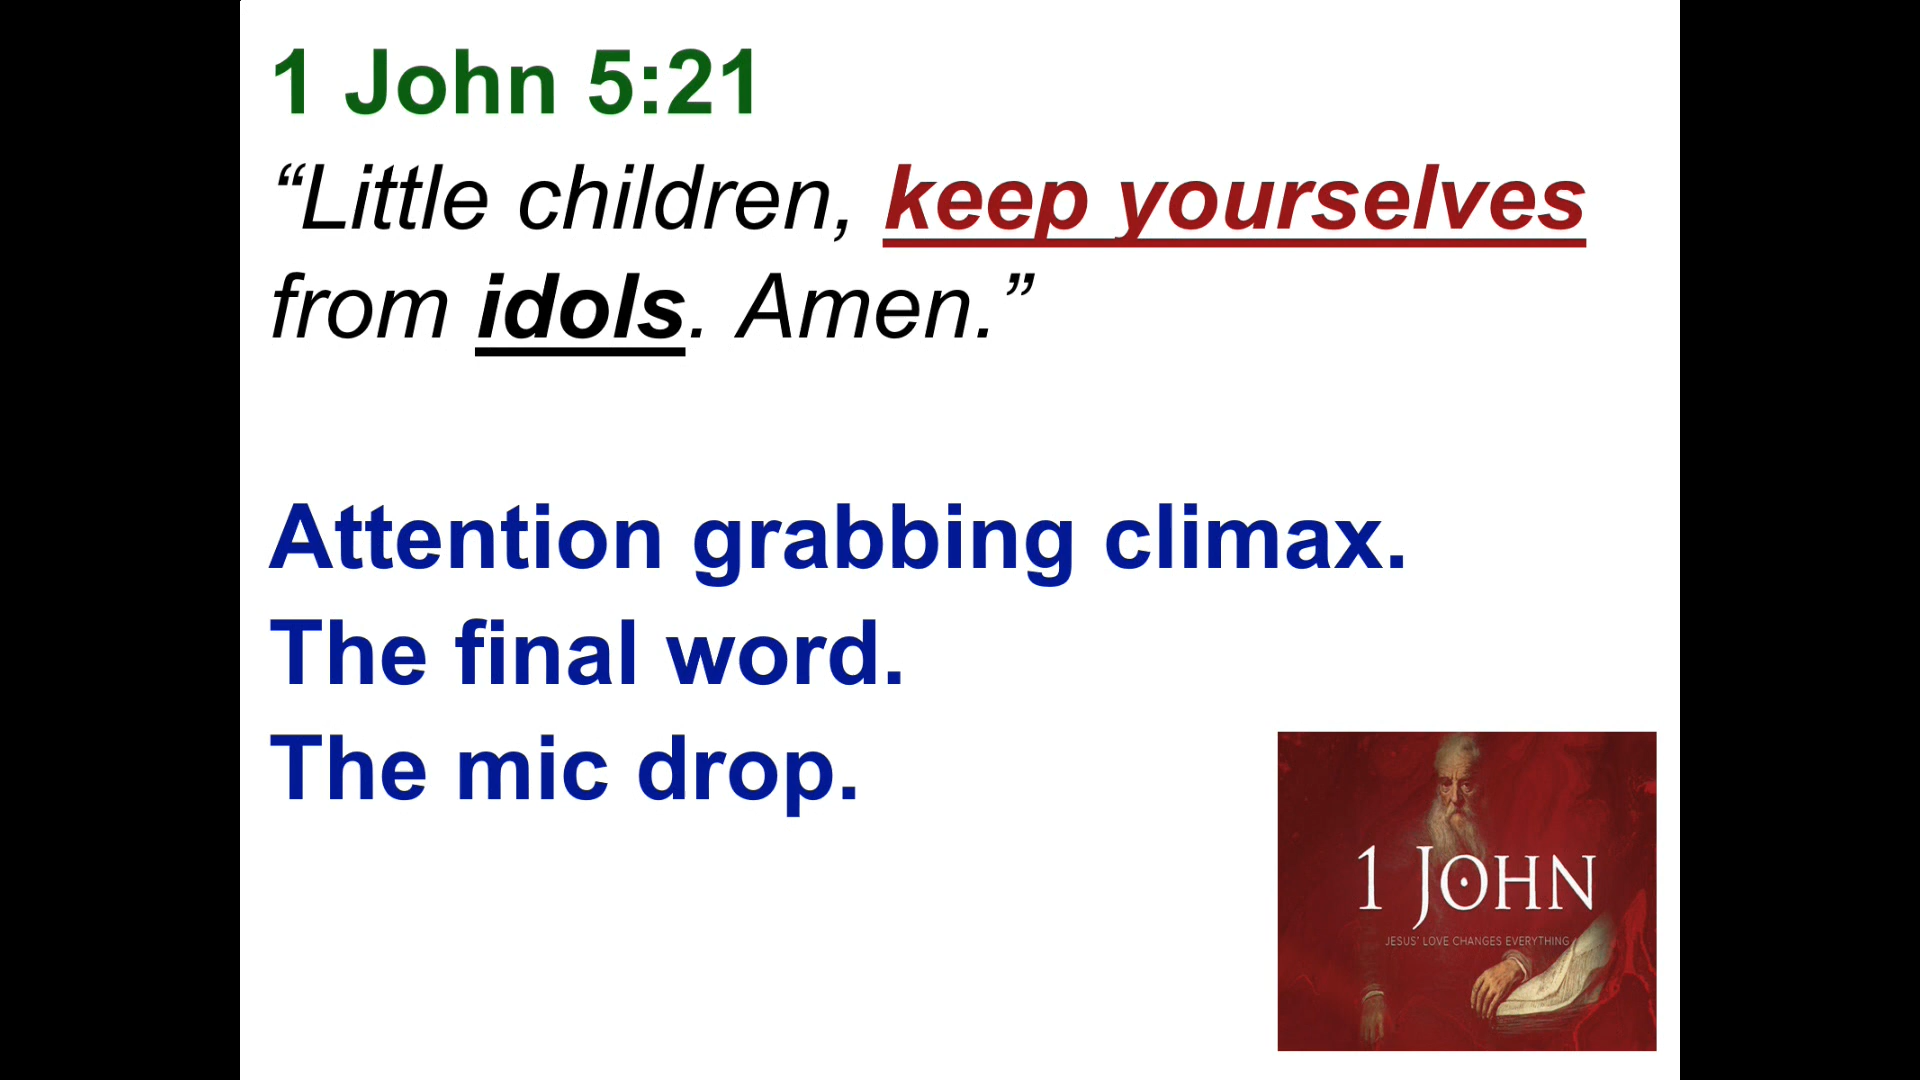 1 John 5:21
“Little children, keep yourselves
from idols. Amen.”
Attention grabbing climax.
The final word.
The mic drop.
1 JOHN
JESUS' LOVE CHANGES EVERYTHING